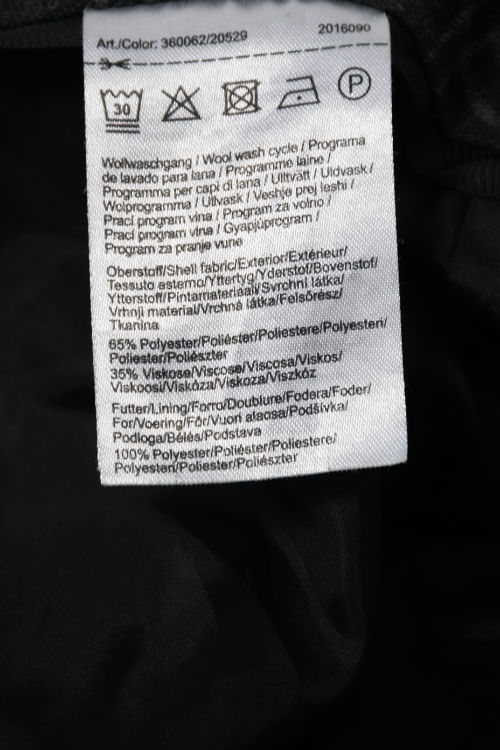 Art./Color: 360062/20529
2016090
30
P
Wollwaschgang / Wool wash cycle / Programa
de lavado para lana / Programme laine /
Programma per capi di lana / Ulltvätt / Uldvask /
Wolprogramma / Ullvask / Veshje prej leshi /
Prací program vlna / Program za volno /
Prací program vlna / Gyapjúprogram /
Program za pranje vune
Oberstoff/Shell fabric/Exterior/Extérieur/
Tessuto esterno/Yttertyg/Yderstof/Bovenstof/
Ytterstoff/Pintamateriaali/Svrchní látka/
Vrhnji material/Vrchná látka/Felsőrész/
Tkanina
65% Polyester/Poliéster/Poliestere/Polyesteri/
Poliester/Poliészter
35% Viskose/Viscose/Viscosa/Viskos/
Viskoosi/Viskóza/Viskoza/Viszkóz
Futter/Lining/Forro/Doublure/Fodera/Foder/
For/Voering/Fôr/Vuori alaosa/Podšívka/
Podloga/Bélés/Podstava
100% Polyester/Poliéster/Poliestere/
Polyesteri/Poliester/Poliészter